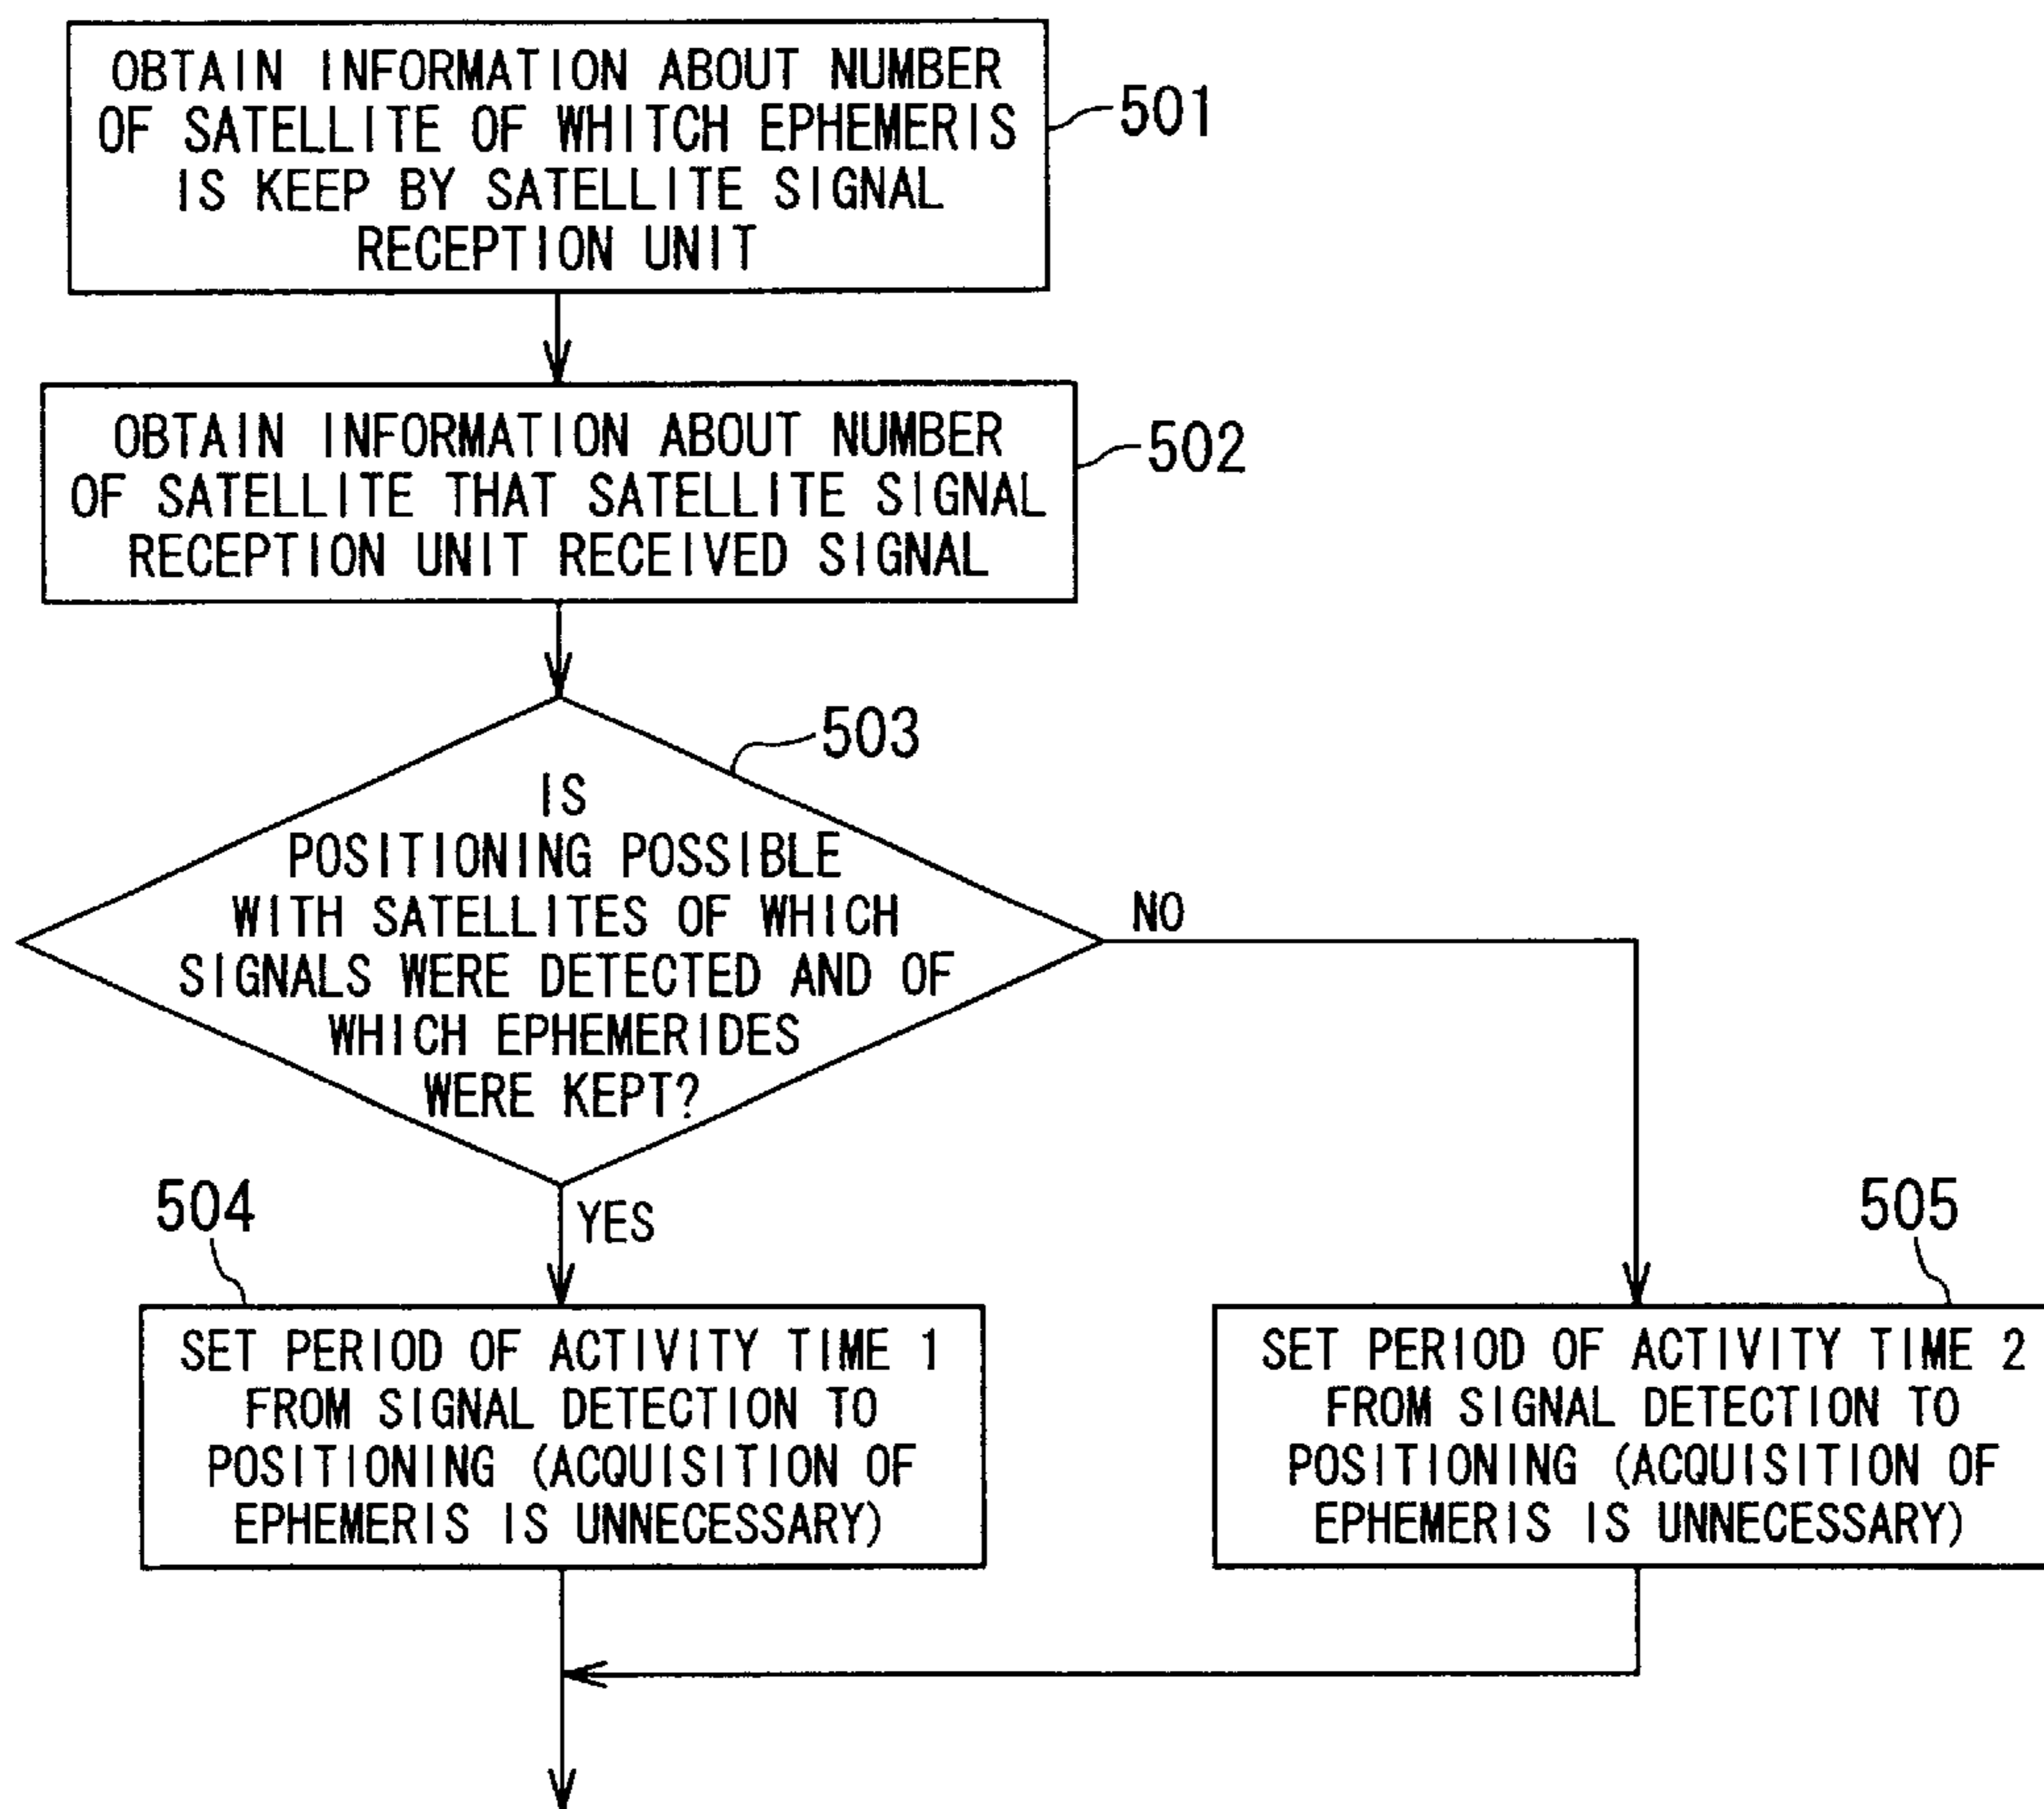 OBTAIN INFORMATION ABOUT NUMBER
OF SATELLITE OF WHITCH EPHEMERIS
IS KEEP BY SATELLITE SIGNAL
RECEPTION UNIT
501
OBTAIN INFORMATION ABOUT NUMBER
OF SATELLITE THAT SATELLITE SIGNAL
RECEPTION UNIT RECEIVED SIGNAL
502
503
IS
POSITIONING POSSIBLE
WITH SATELLITES OF WHICH
SIGNALS WERE DETECTED AND OF
WHICH EPHEMERIDES
WERE KEPT?
NO
YES
504
SET PERIOD OF ACTIVITY TIME 1
FROM SIGNAL DETECTION TO
POSITIONING (ACQUISITION OF
EPHEMERIS IS UNNECESSARY)
505
SET PERIOD OF ACTIVITY TIME 2
FROM SIGNAL DETECTION TO
POSITIONING (ACQUISITION OF
EPHEMERIS IS UNNECESSARY)